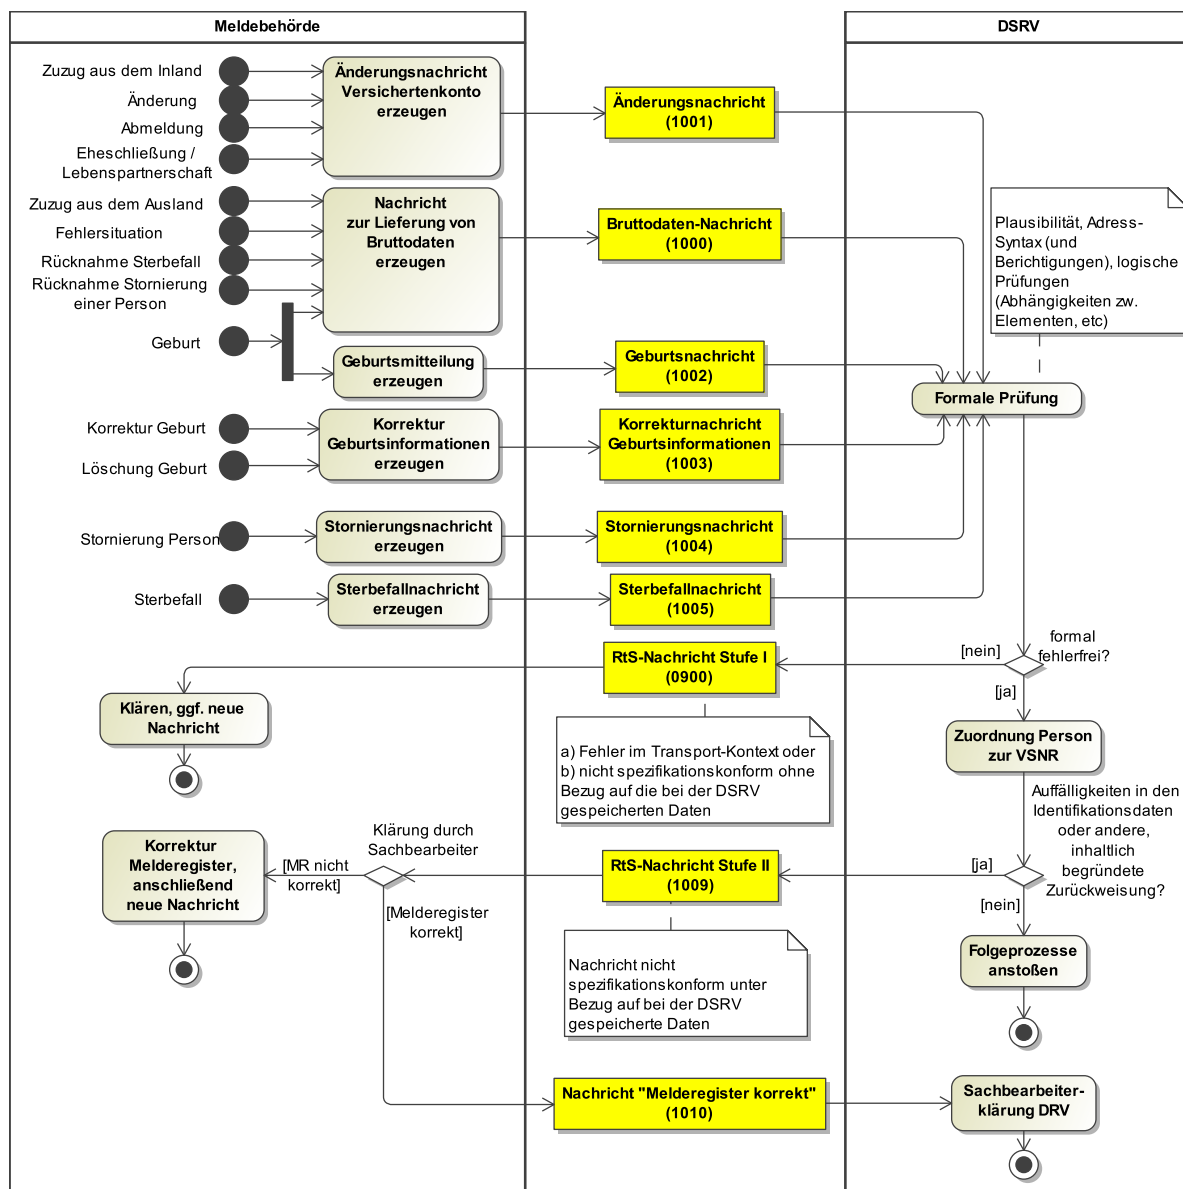 Meldebehörde
DSRV
Zuzug aus dem Inland
Änderung
Abmeldung
Eheschließung /
Lebenspartnerschaft
Änderungsnachricht
Versichertenkonto
erzeugen
Änderungsnachricht
(1001)
Zuzug aus dem Ausland
Fehlersituation
Rücknahme Sterbefall
Rücknahme Stornierung
einer Person
Geburt
Nachricht
zur Lieferung von
Bruttodaten
erzeugen
Bruttodaten-Nachricht
(1000)
Plausibilität, Adress-
Syntax (und
Berichtigungen), logische
Prüfungen
(Abhängigkeiten zw.
Elementen, etc)
Geburtsmitteilung
erzeugen
Geburtsnachricht
(1002)
Formale Prüfung
Korrektur Geburt
Löschung Geburt
Korrektur
Geburtsinformationen
erzeugen
Korrekturnachricht
Geburtsinformationen
(1003)
Stornierung Person
Stornierungsnachricht
erzeugen
Stornierungsnachricht
(1004)
Sterbefall
Sterbefallnachricht
erzeugen
Sterbefallnachricht
(1005)
formal
fehlerfrei?
[nein]
[ja]
RtS-Nachricht Stufe I
(0900)
Klären, ggf. neue
Nachricht
a) Fehler im Transport-Kontext oder
b) nicht spezifikationskonform ohne
Bezug auf die bei der DSRV
gespeicherten Daten
Zuordnung Person
zur VSNR
Auffälligkeiten in den
Identifikationsdaten
oder andere,
inhaltlich
begründete
Zurückweisung?
[ja]
[nein]
RtS-Nachricht Stufe II
(1009)
Klärung durch
Sachbearbeiter
[MR nicht
korrekt]
[Melderegister
korrekt]
Korrektur
Melderegister,
anschließend
neue Nachricht
Nachricht nicht
spezifikationskonform unter
Bezug auf bei der DSRV
gespeicherte Daten
Folgeprozesse
anstoßen
Nachricht "Melderegister korrekt"
(1010)
Sachbearbeiter-
klärung DRV